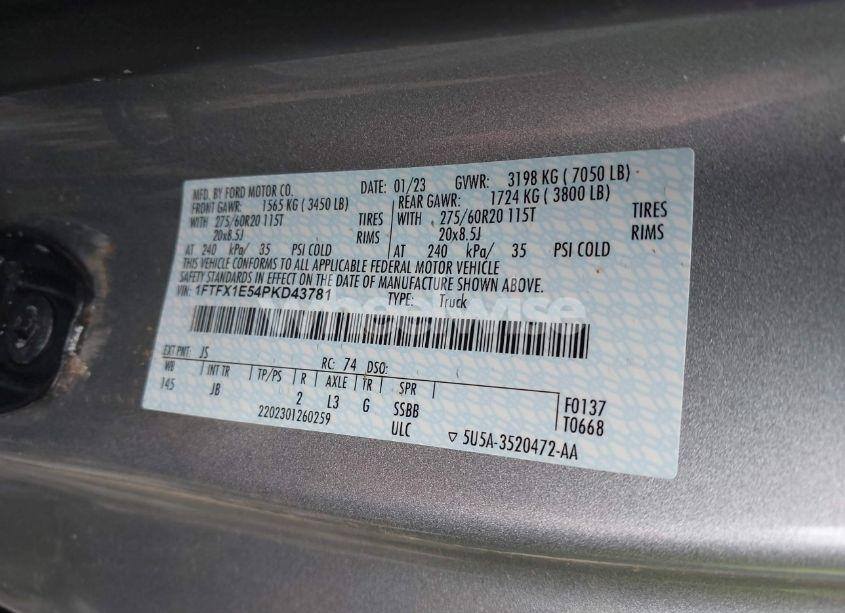 MFD. BY FORD MOTOR CO. DATE: 01/23 GVWR: 3198 KG ( 7050 LB)
FRONT GAWR: 1565 KG ( 3450 LB) REAR GAWR: 1724 KG ( 3800 LB)
WITH 275/60R20 115T TIRES WITH 275/60R20 115T TIRES
20x8.5J RIMS 20x8.5J RIMS
AT 240 kPa/ 35 PSI COLD AT 240 kPa/ 35 PSI COLD
THIS VEHICLE CONFORMS TO ALL APPLICABLE FEDERAL MOTOR VEHICLE
SAFETY STANDARDS IN EFFECT ON THE DATE OF MANUFACTURE SHOWN ABOVE.
VIN: 1FTFX1E54PKD43781 TYPE: Truck
wheelwise
EXT PNT: JS RC: 74 DSO:
WB INT TR TP/PS R AXLE TR SPR
145 JB 2 L3 G SSBB F0137
2202301260259 ULC T0668
▽ 5U5A-3520472-AA